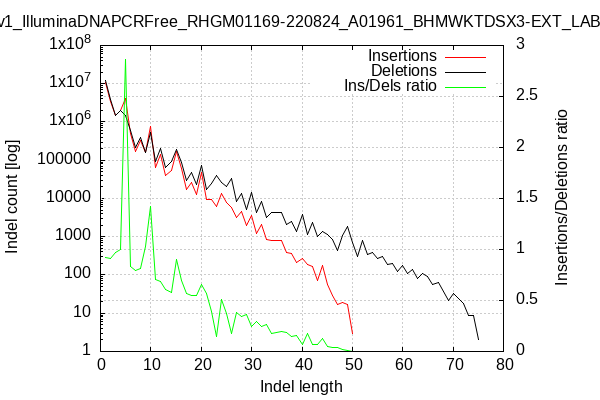 v1_IlluminaDNAPCRFree_RHGM01169-220824_A01961_BHMWKTDSX3-EXT_LAB
Insertions
Deletions
Ins/Dels ratio
1x10^8
1x10^7
1x10^6
100000
10000
1000
100
10
1
3
2.5
2
1.5
1
0.5
0
0 10 20 30 40 50 60 70 80
Indel count [log]
Insertions/Deletions ratio
Indel length